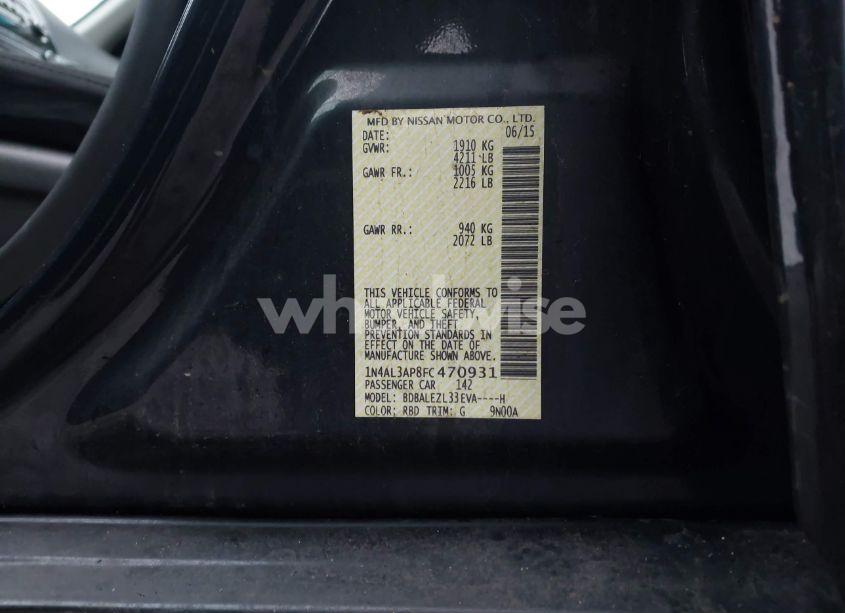 MFD BY NISSAN MOTOR CO., LTD.
DATE: 06/15
GVWR: 1910 KG
4211 LB
GAWR FR.: 1005 KG
2216 LB
GAWR RR.: 940 KG
2072 LB
THIS VEHICLE CONFORMS TO
ALL APPLICABLE FEDERAL
MOTOR VEHICLE SAFETY,
BUMPER, AND THEFT
PREVENTION STANDARDS IN
EFFECT ON THE DATE OF
MANUFACTURE SHOWN ABOVE.
1N4AL3AP8FC470931
PASSENGER CAR 142
MODEL: BDBALEZL33EVA----H
COLOR: RBD TRIM: G 9N00A
wheelwise